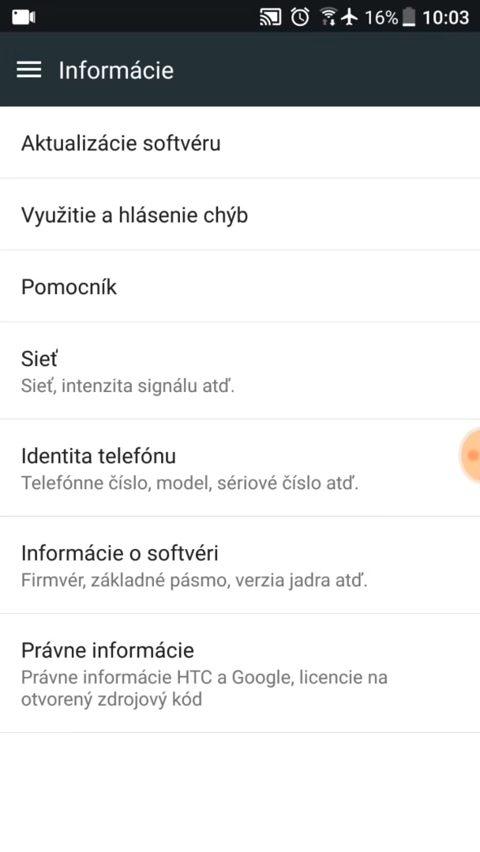 16% 10:03
Informácie
Aktualizácie softvéru
Využitie a hlásenie chýb
Pomocník
Sieť
Sieť, intenzita signálu atď.
Identita telefónu
Telefónne číslo, model, sériové číslo atď.
Informácie o softvéri
Firmvér, základné pásmo, verzia jadra atď.
Právne informácie
Právne informácie HTC a Google, licencie na
otvorený zdrojový kód